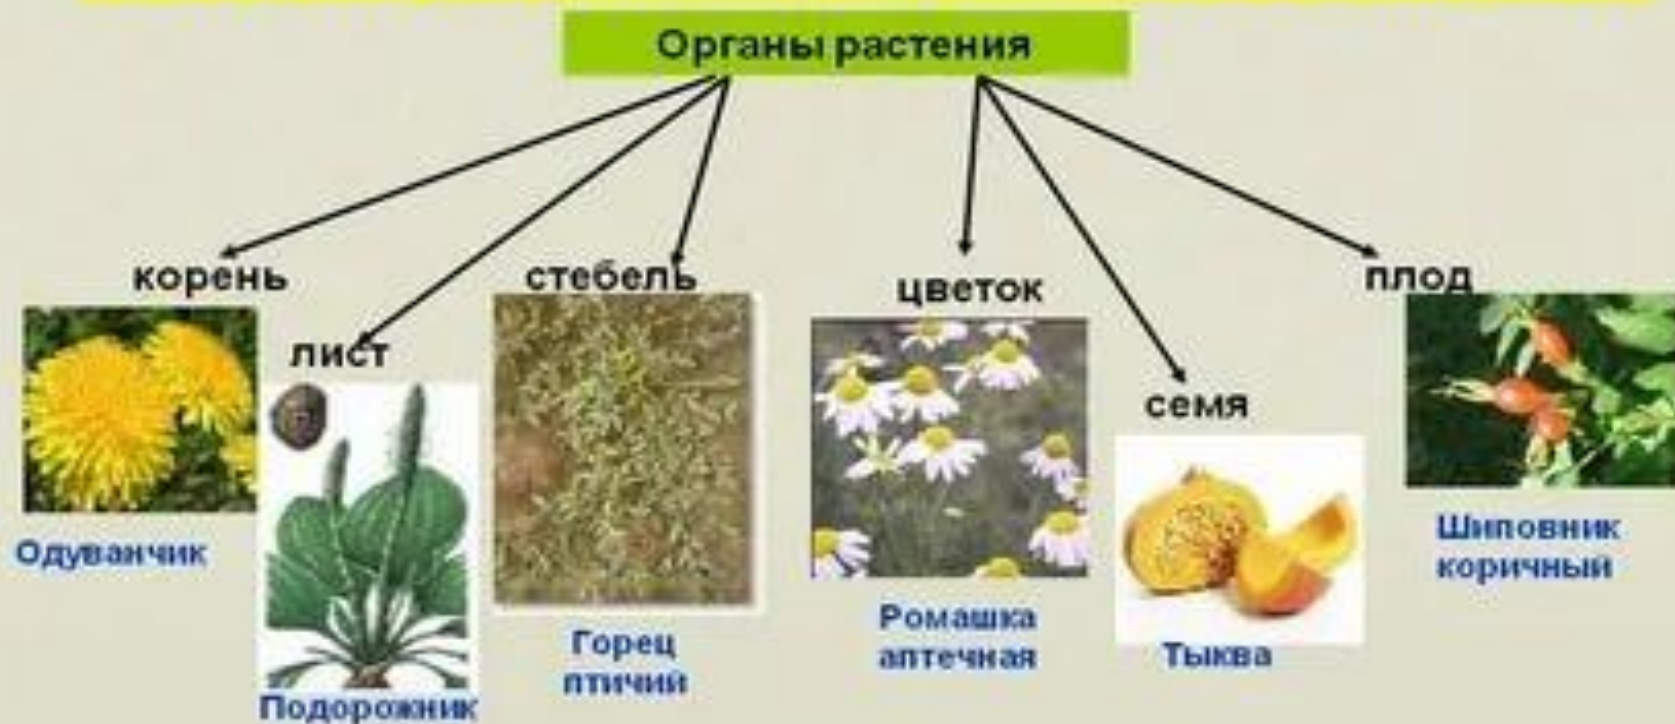 Органы растения
корень
стебель
цветок
плод
лист
семя
Одуванчик
Подорожник
Горец
птичий
Ромашка
аптечная
Тыква
Шиповник
коричный